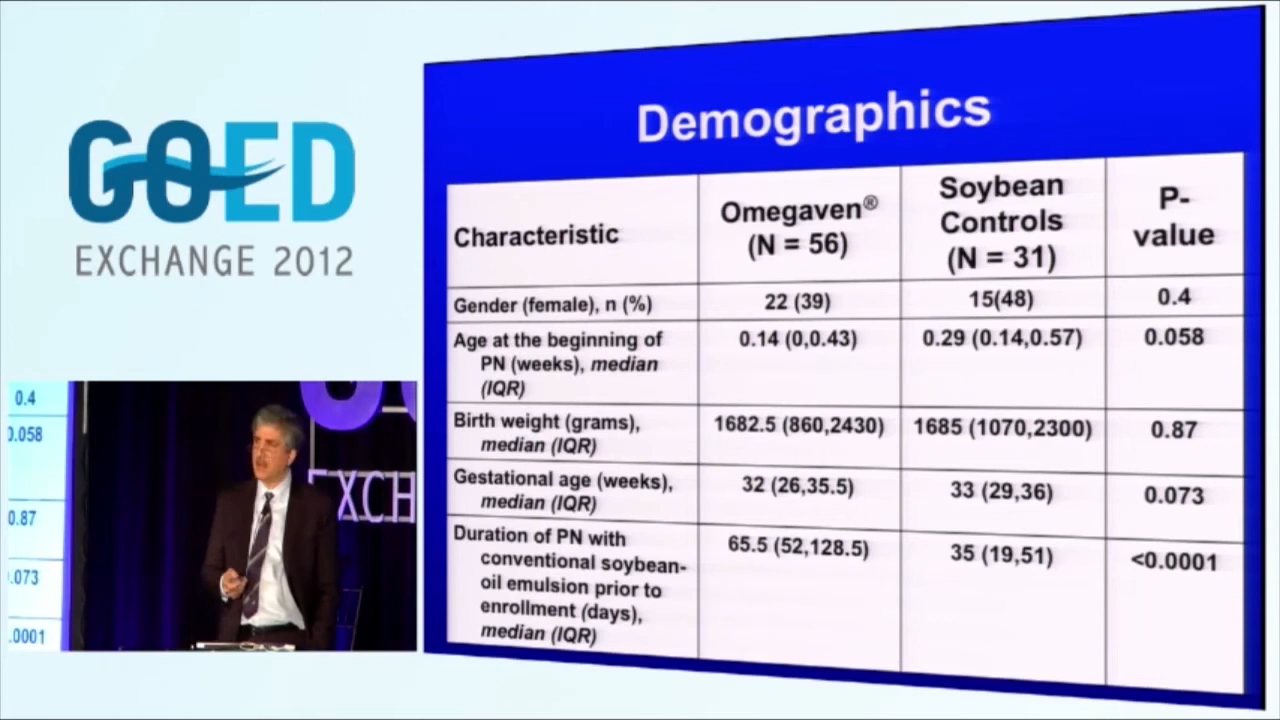 GOED
EXCHANGE 2012
0.4
0.058
0.87
.073
.0001
EXCH
Demographics
Characteristic
Omegaven®
(N = 56)
Soybean
Controls
(N = 31)
P-
value
Gender (female), n (%)
22 (39)
15(48)
0.4
Age at the beginning of
PN (weeks), median
(IQR)
0.14 (0,0.43)
0.29 (0.14,0.57)
0.058
Birth weight (grams),
median (IQR)
1682.5 (860,2430)
1685 (1070,2300)
0.87
Gestational age (weeks),
median (IQR)
32 (26,35.5)
33 (29,36)
0.073
Duration of PN with
conventional soybean-
oil emulsion prior to
enrollment (days),
median (IQR)
65.5 (52,128.5)
35 (19,51)
<0.0001